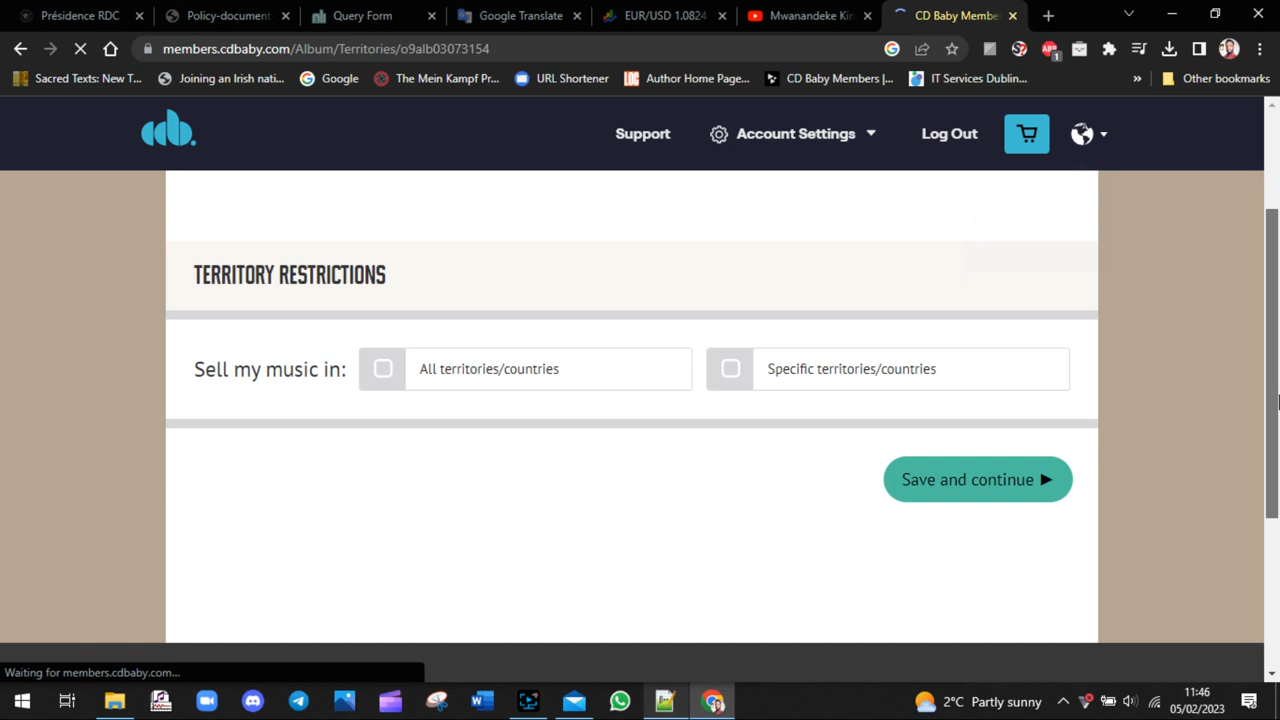 Présidence RDC
Policy-document
Query Form
Google Translate
EUR/USD 1.0824
Mwanandeke Kin
CD Baby Membe
members.cdbaby.com/Album/Territories/o9alb03073154
ABP
1
Sacred Texts: New T...
Joining an Irish nati...
Google
The Mein Kampf Pr...
URL Shortener
Author Home Page...
CD Baby Members |...
IT Services Dublin...
»
Other bookmarks
cdb.
Support
Account Settings
Log Out
TERRITORY RESTRICTIONS
Sell my music in:
All territories/countries
Specific territories/countries
Save and continue ▶
Waiting for members.cdbaby.com...
2°C Partly sunny
11:46
05/02/2023